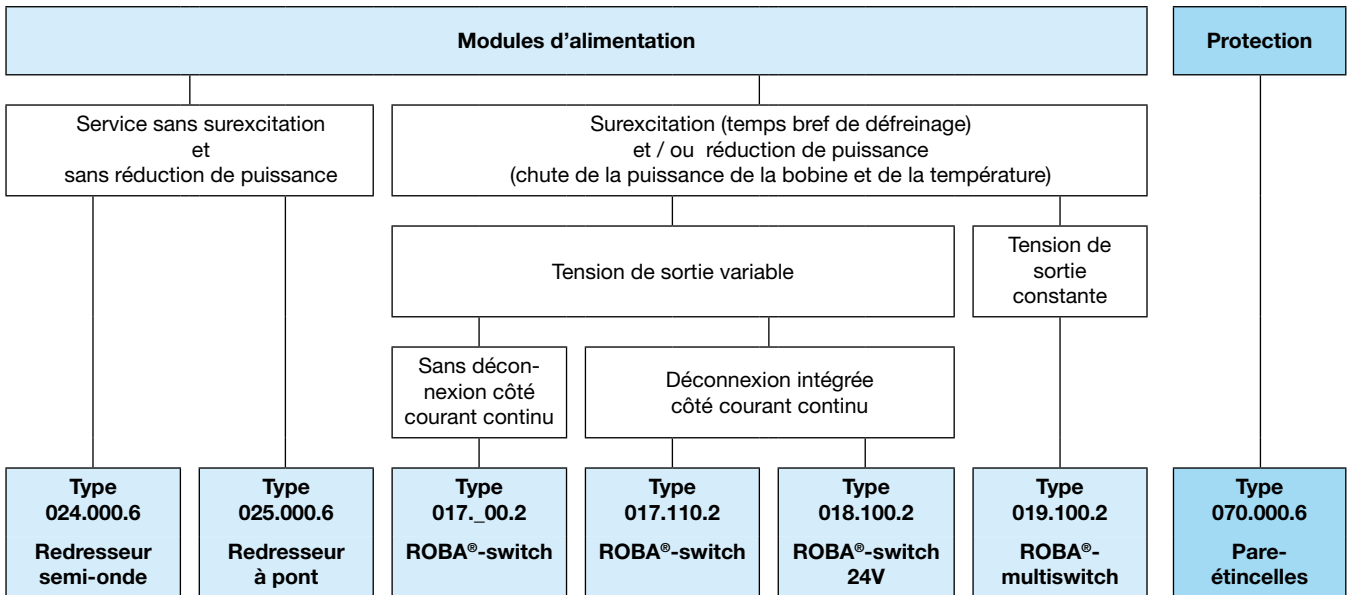 Modules d’alimentation
Protection
Service sans surexcitation
et
sans réduction de puissance
Surexcitation (temps bref de défreinage)
et / ou réduction de puissance
(chute de la puissance de la bobine et de la température)
Tension de sortie variable
Tension de
sortie
constante
Sans décon-
nexion côté
courant continu
Déconnexion intégrée
côté courant continu
Type
024.000.6
Redresseur
semi-onde
Type
025.000.6
Redresseur
à pont
Type
017._00.2
ROBA®-switch
Type
017.110.2
ROBA®-switch
Type
018.100.2
ROBA®-switch
24V
Type
019.100.2
ROBA®-
multiswitch
Type
070.000.6
Pare-
étincelles